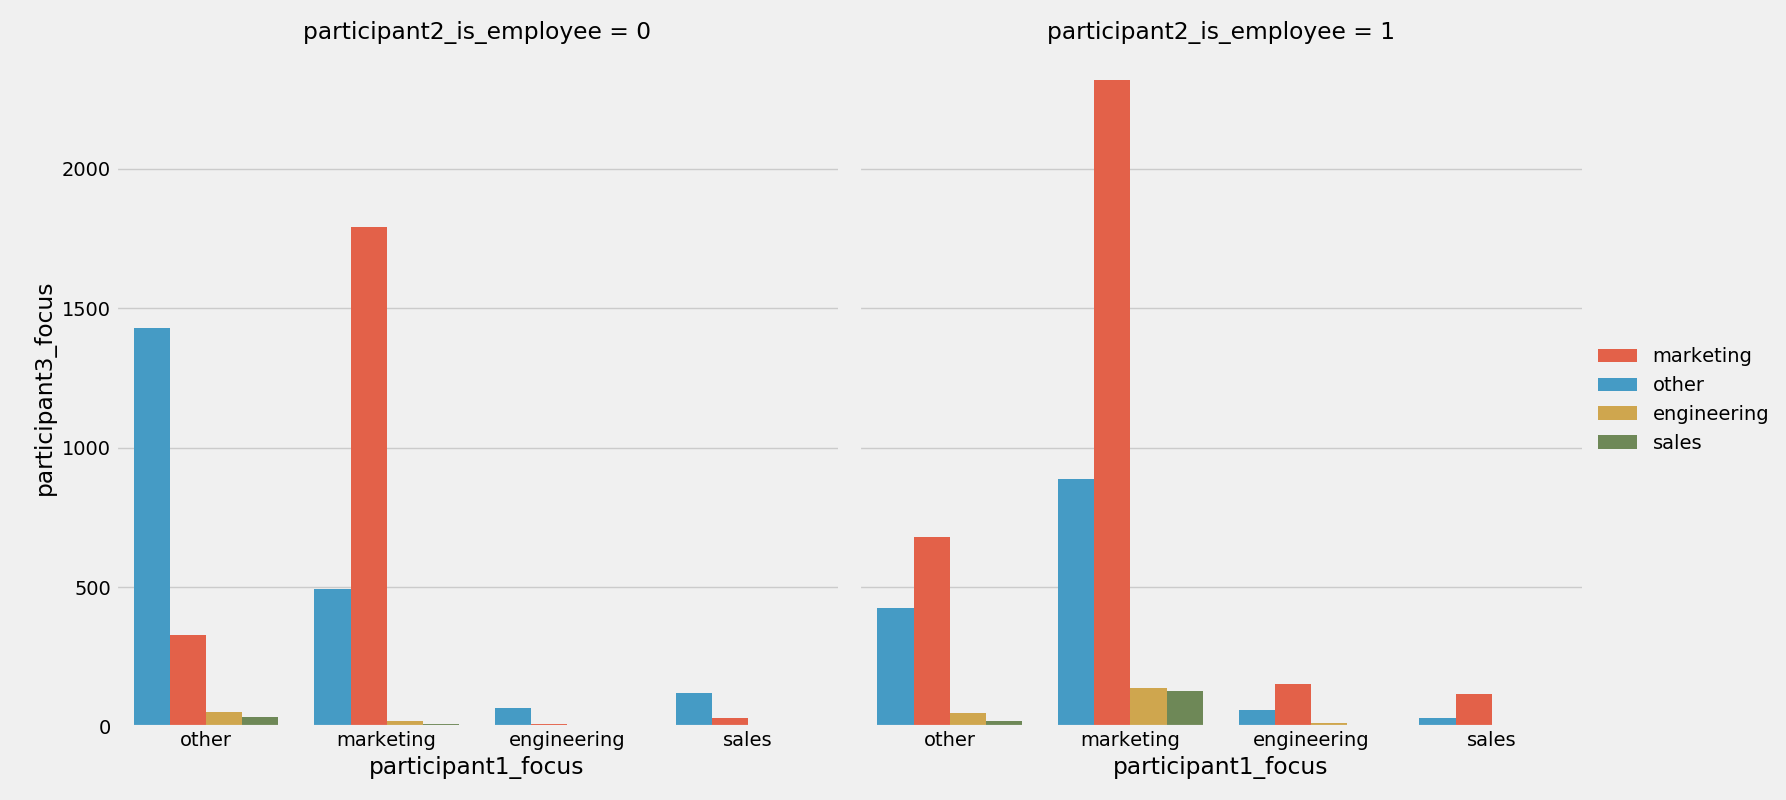 participant2_is_employee = 0
participant2_is_employee = 1
participant3_focus
2000
1500
1000
500
0
other marketing engineering sales
other marketing engineering sales
participant1_focus
participant1_focus
marketing
other
engineering
sales